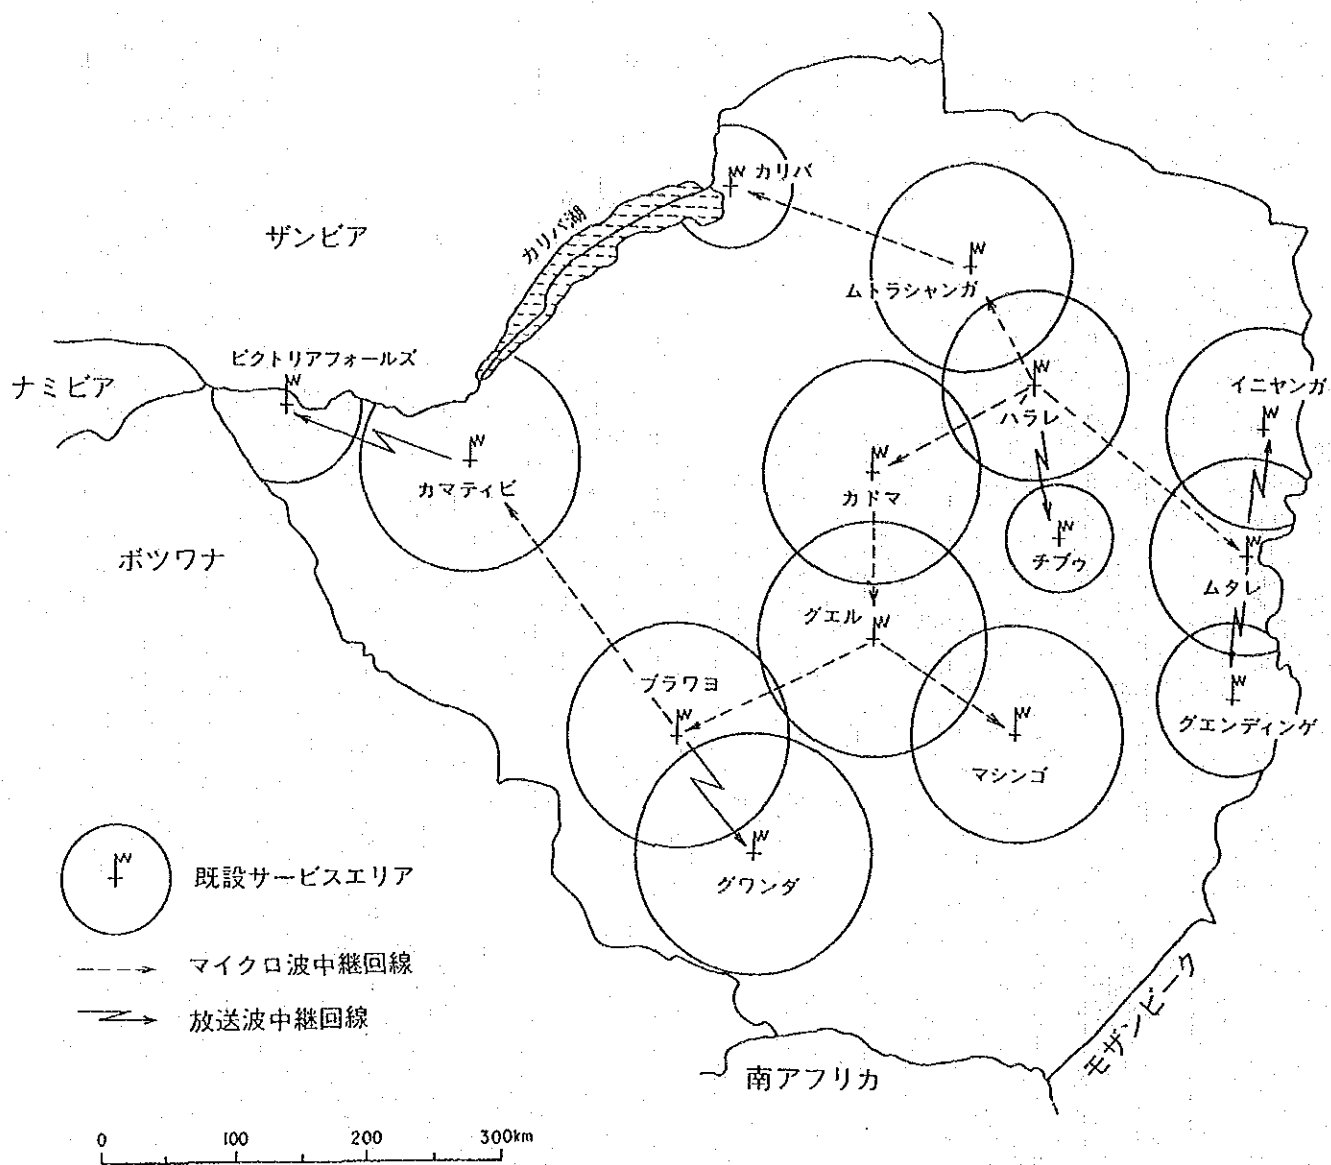 カリバ
カリバ湖
ザンビア
ムトラシャンガ
ビクトリアフォールズ
ナミビア
イニヤンガ
ハラレ
カマティビ
カドマ
ボツワナ
チブゥ
ムタレ
グエル
ブラワヨ
グエンディンゲ
マシンゴ
グワンダ
既設サービスエリア
マイクロ波中継回線
放送波中継回線
モザンビーク
南アフリカ
0 100 200 300km